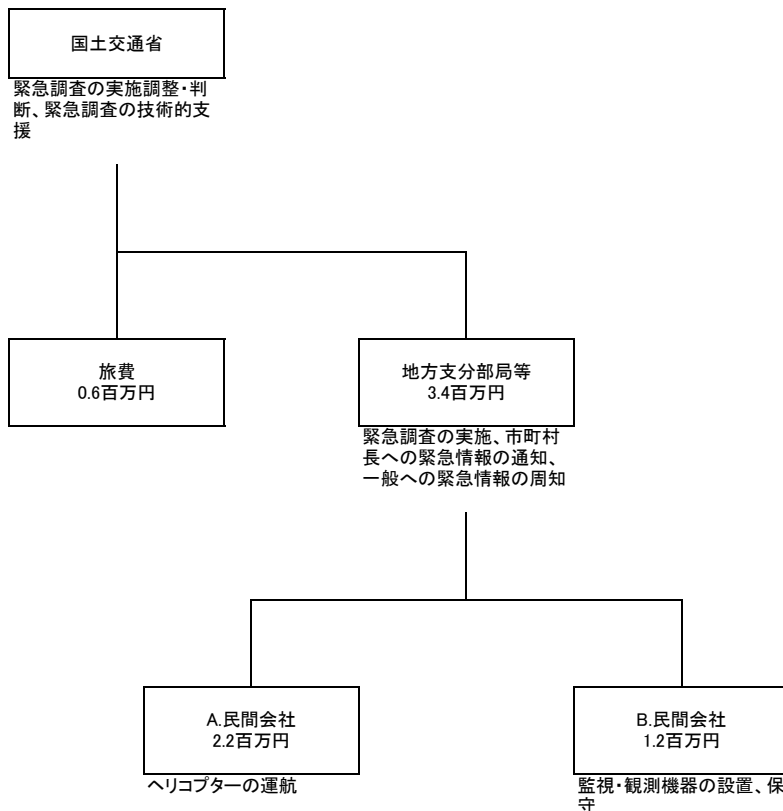 国土交通省
緊急調査の実施調整・判
断、緊急調査の技術的支
援
旅費
0.6百万円
地方支分部局等
3.4百万円
緊急調査の実施、市町村
長への緊急情報の通知、
一般への緊急情報の周知
A.民間会社
2.2百万円
ヘリコプターの運航
B.民間会社
1.2百万円
監視・観測機器の設置、保
守